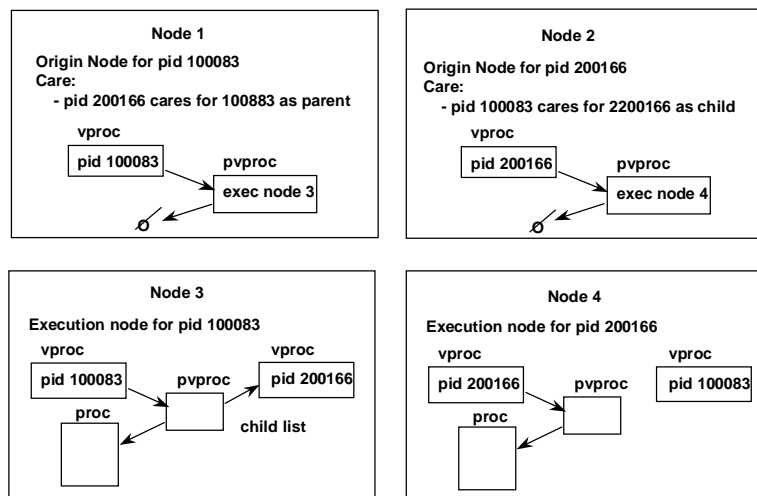 Node 1
Origin Node for pid 100083
Care:
- pid 200166 cares for 100883 as parent
vproc
pid 100083
pvproc
exec node 3
O
Node 2
Origin Node for pid 200166
Care:
- pid 100083 cares for 2200166 as child
vproc
pid 200166
pvproc
exec node 4
O
Node 3
Execution node for pid 100083
vproc
pid 100083
pvproc
vproc
pid 200166
proc
child list
Node 4
Execution node for pid 200166
vproc
pid 200166
pvproc
vproc
pid 100083
proc